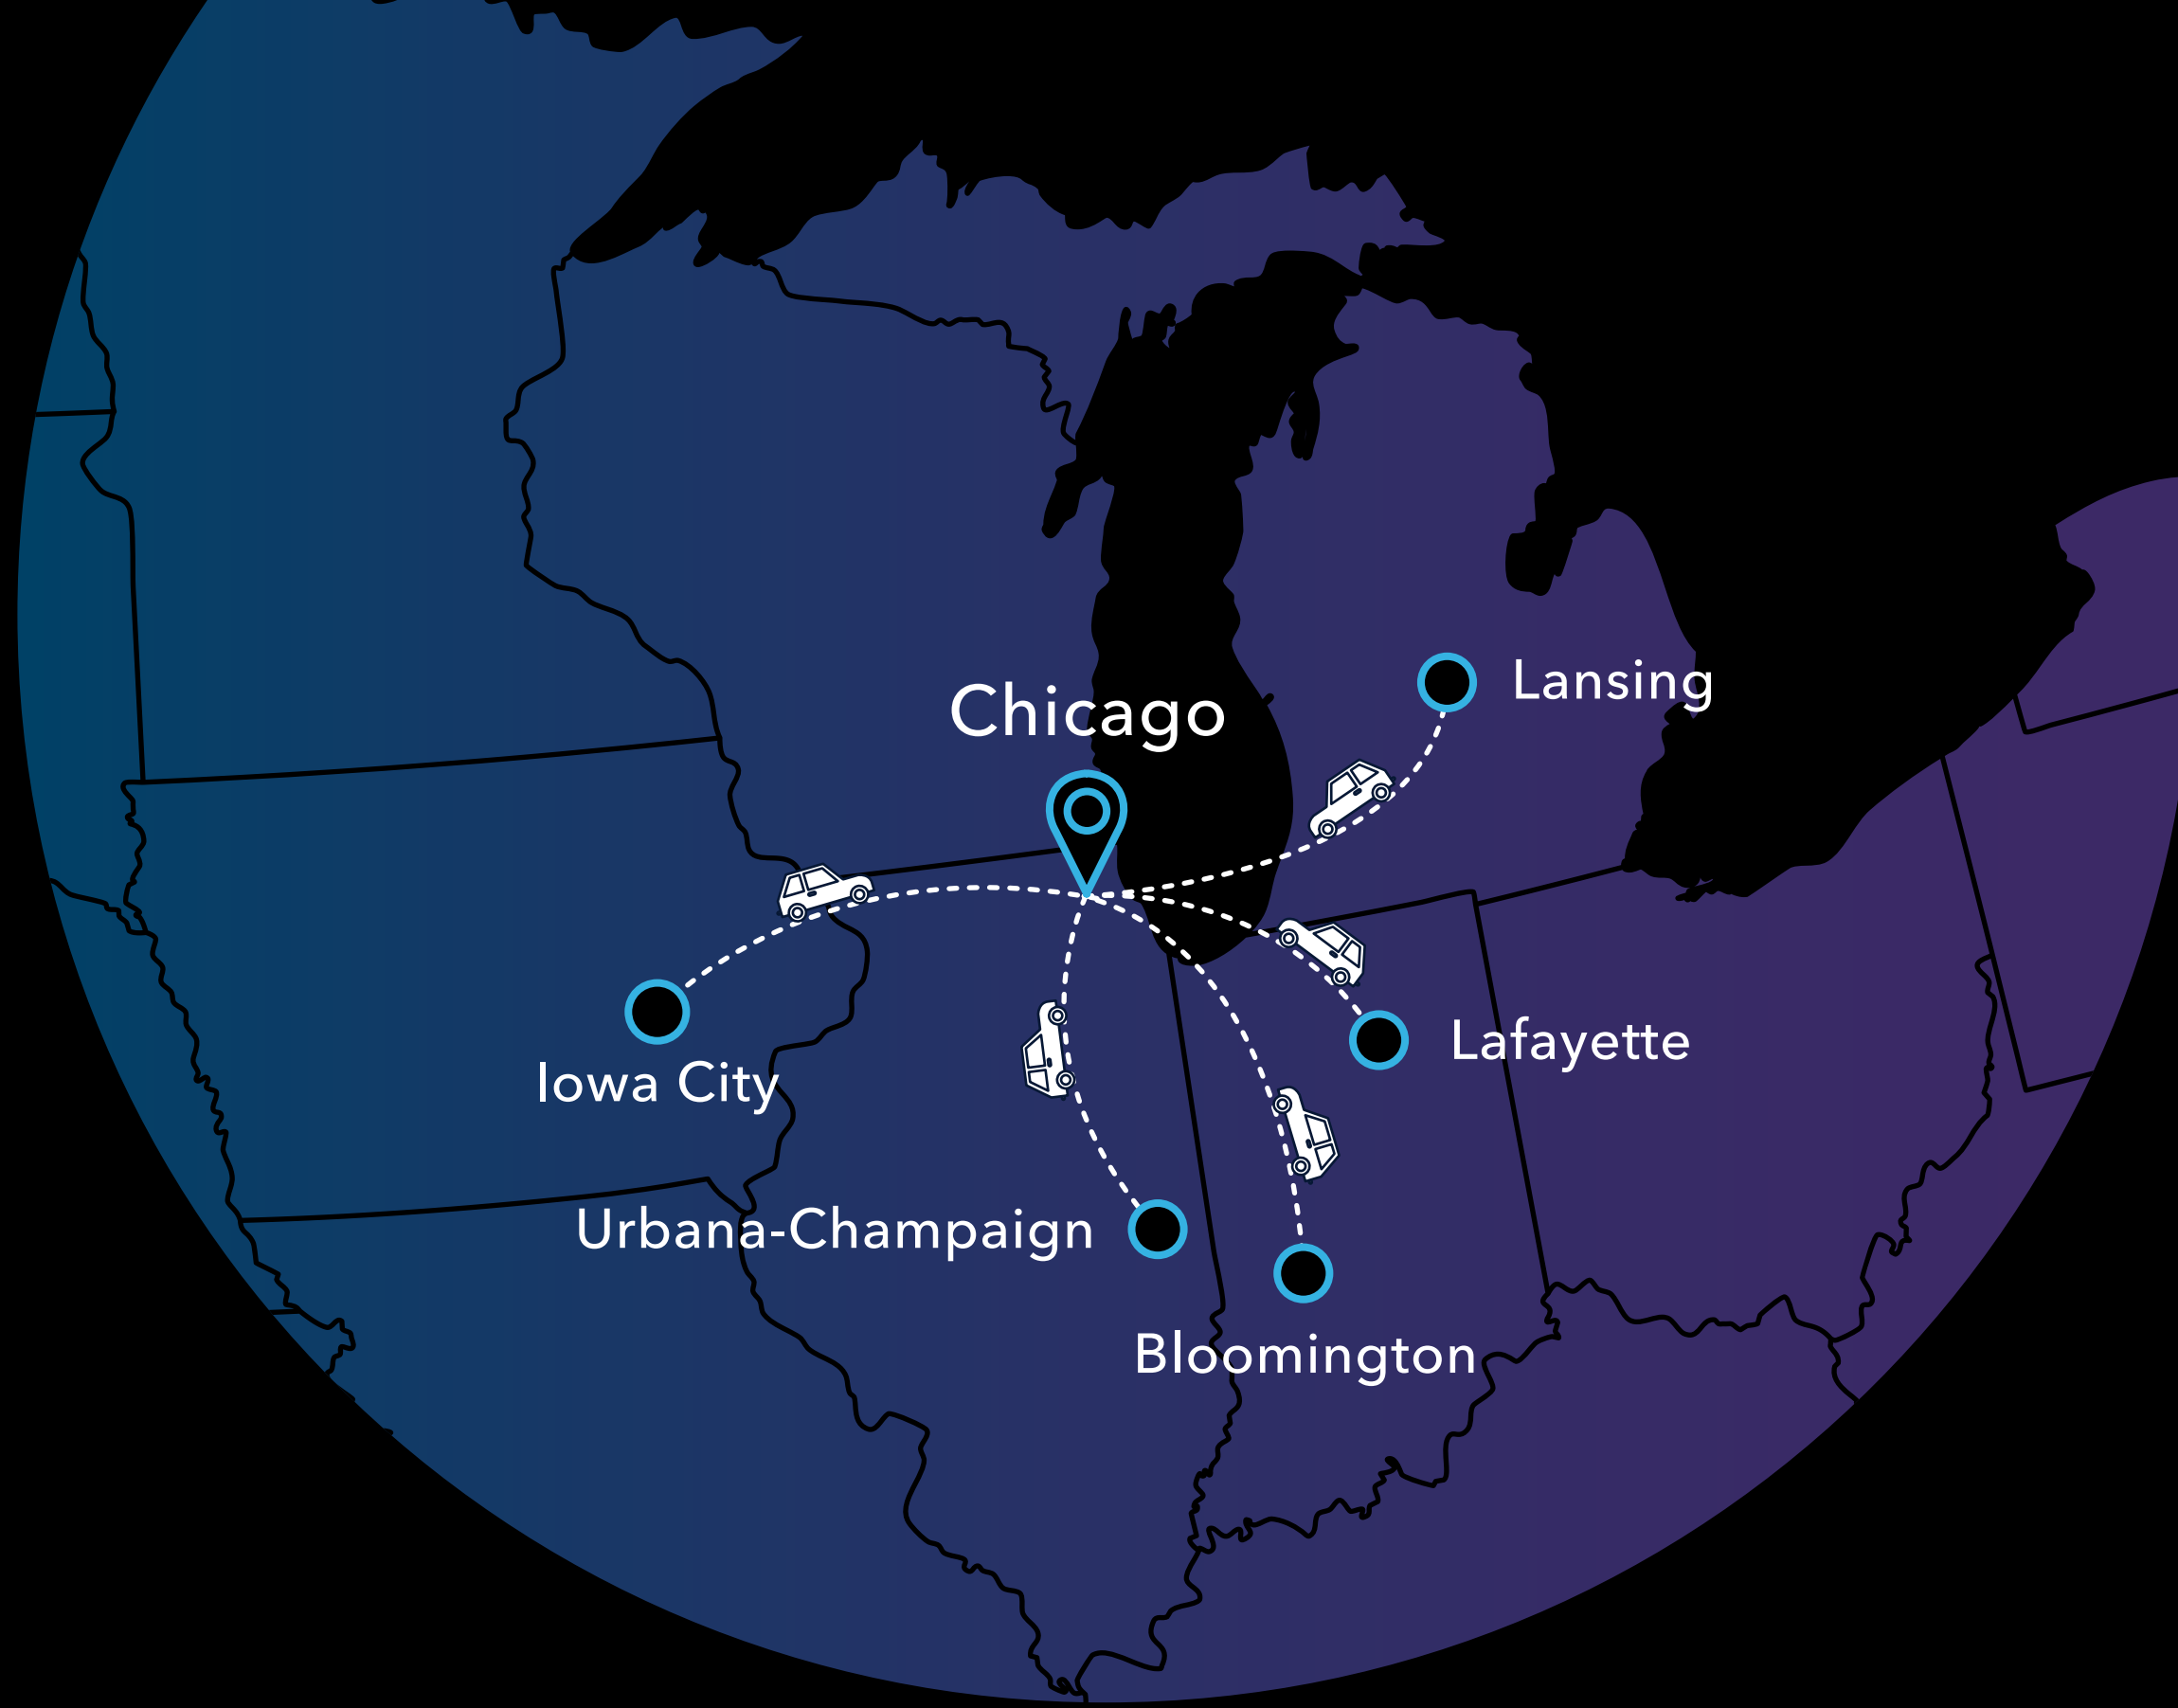 Lansing
Chicago
Lafayette
Iowa City
Urbana-Champaign
Bloomington